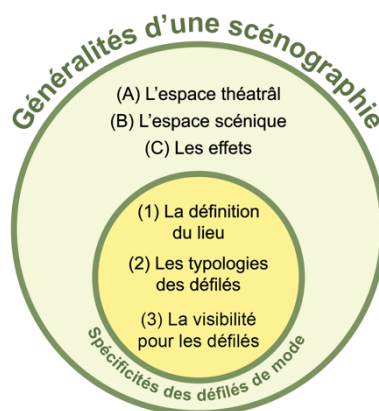 Généralités d'une scénographie
(A) L'espace théatrâl
(B) L'espace scénique
(C) Les effets
(1) La définition
du lieu
(2) Les typologies
des défilés
(3) La visibilité
pour les défilés
Spécificités des défilés de mode